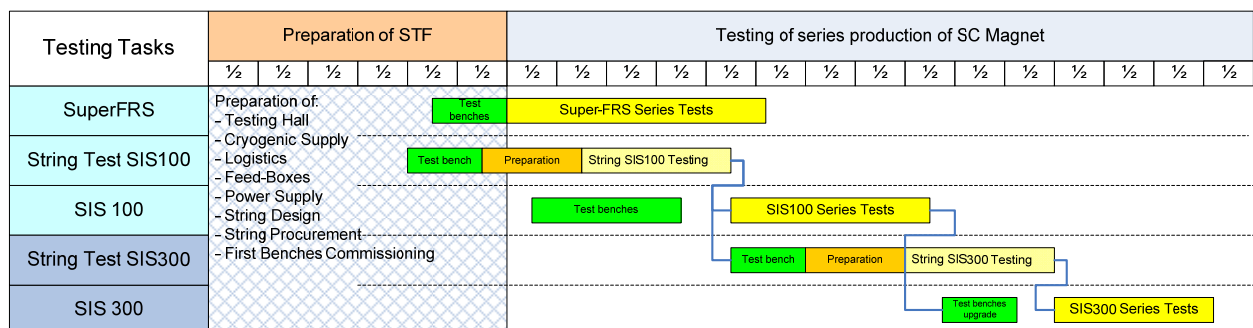 Testing Tasks
Preparation of STF
Testing of series production of SC Magnet
½ ½ ½ ½ ½ ½ ½ ½ ½ ½ ½ ½ ½ ½ ½ ½ ½ ½ ½ ½ ½
SuperFRS
Preparation of:
- Testing Hall
- Cryogenic Supply
- Logistics
- Feed-Boxes
- Power Supply
- String Design
- String Procurement
- First Benches Commissioning
Test
benches
Super-FRS Series Tests
String Test SIS100
Test bench
Preparation
String SIS100 Testing
SIS 100
Test benches
SIS100 Series Tests
String Test SIS300
Test bench
Preparation
String SIS300 Testing
SIS 300
Test benches
upgrade
SIS300 Series Tests